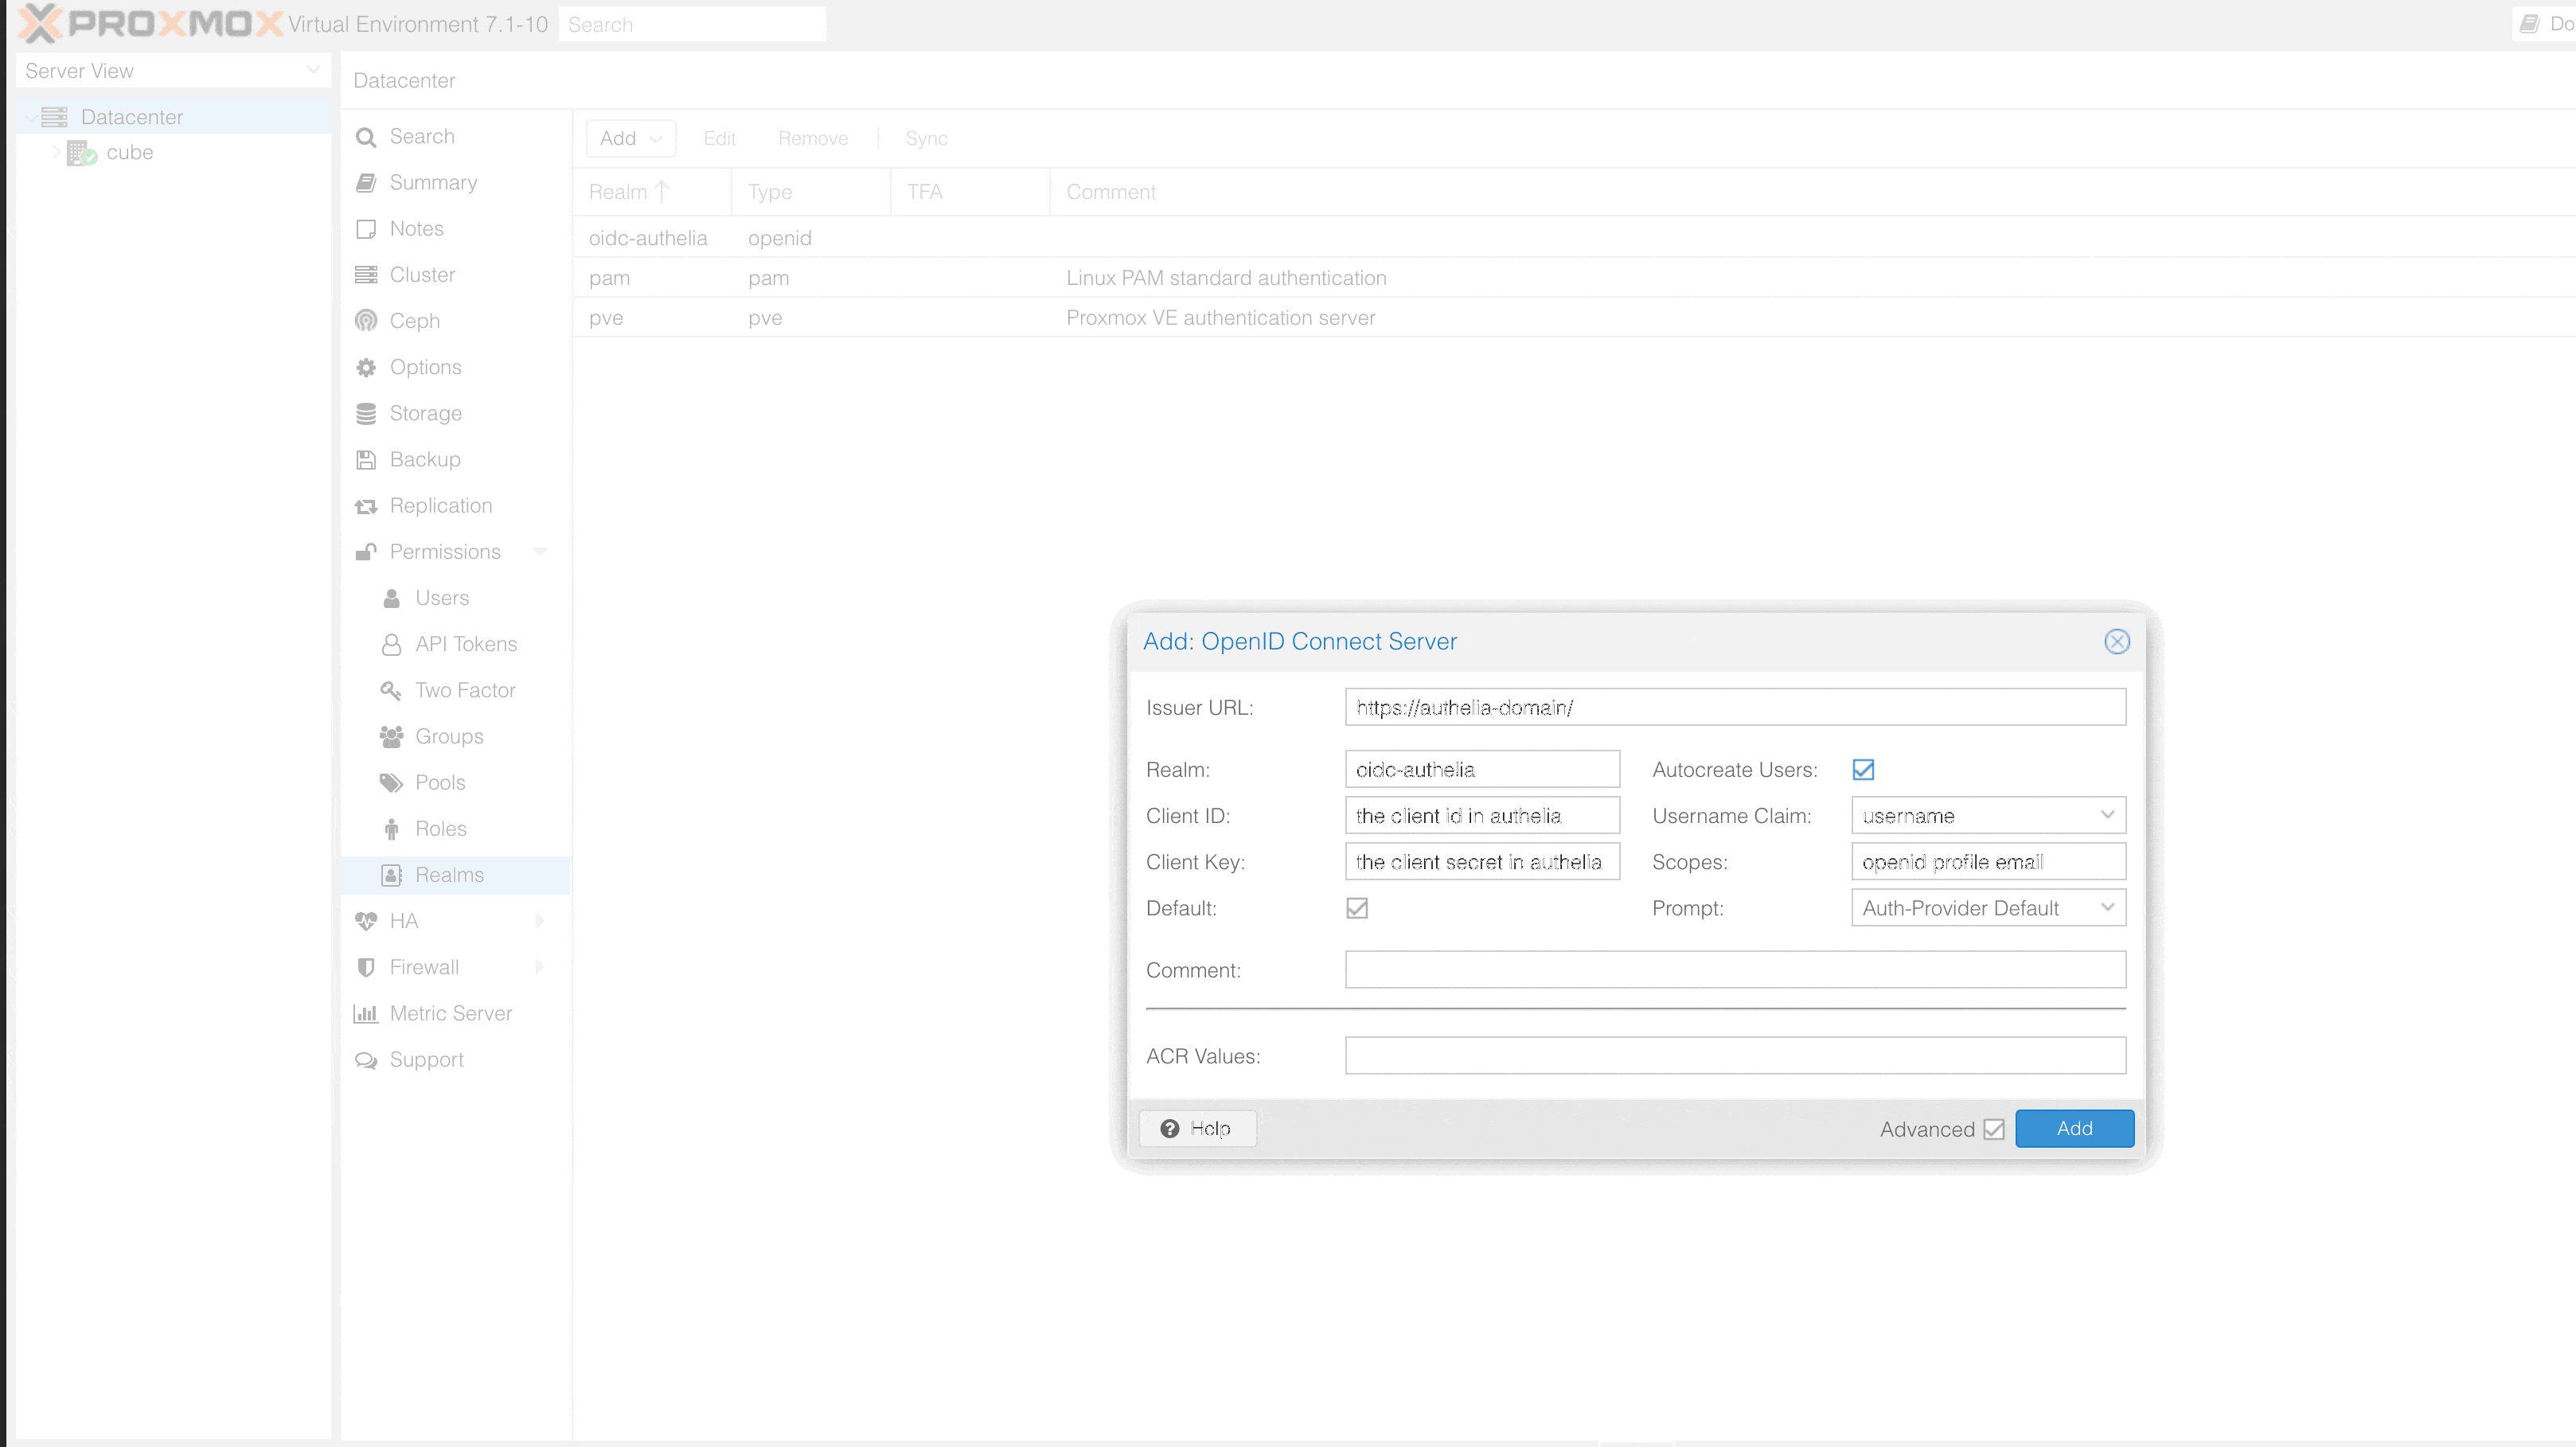 PROXMOX Virtual Environment 7.1-10 Search
Server View
Datacenter
cube
Datacenter
Search
Summary
Notes
Cluster
Ceph
Options
Storage
Backup
Replication
Permissions
Users
API Tokens
Two Factor
Groups
Pools
Roles
Realms
HA
Firewall
Metric Server
Support
Add Edit Remove Sync
Realm Type TFA Comment
oidc-authelia openid
pam pam Linux PAM standard authentication
pve pve Proxmox VE authentication server
Add: OpenID Connect Server
Issuer URL: https://authelia-domain/
Realm: oidc-authelia Autocreate Users:
Client ID: the client id in authelia Username Claim: username
Client Key: the client secret in authelia Scopes: openid profile email
Default: Prompt: Auth-Provider Default
Comment:
ACR Values:
Help Advanced Add